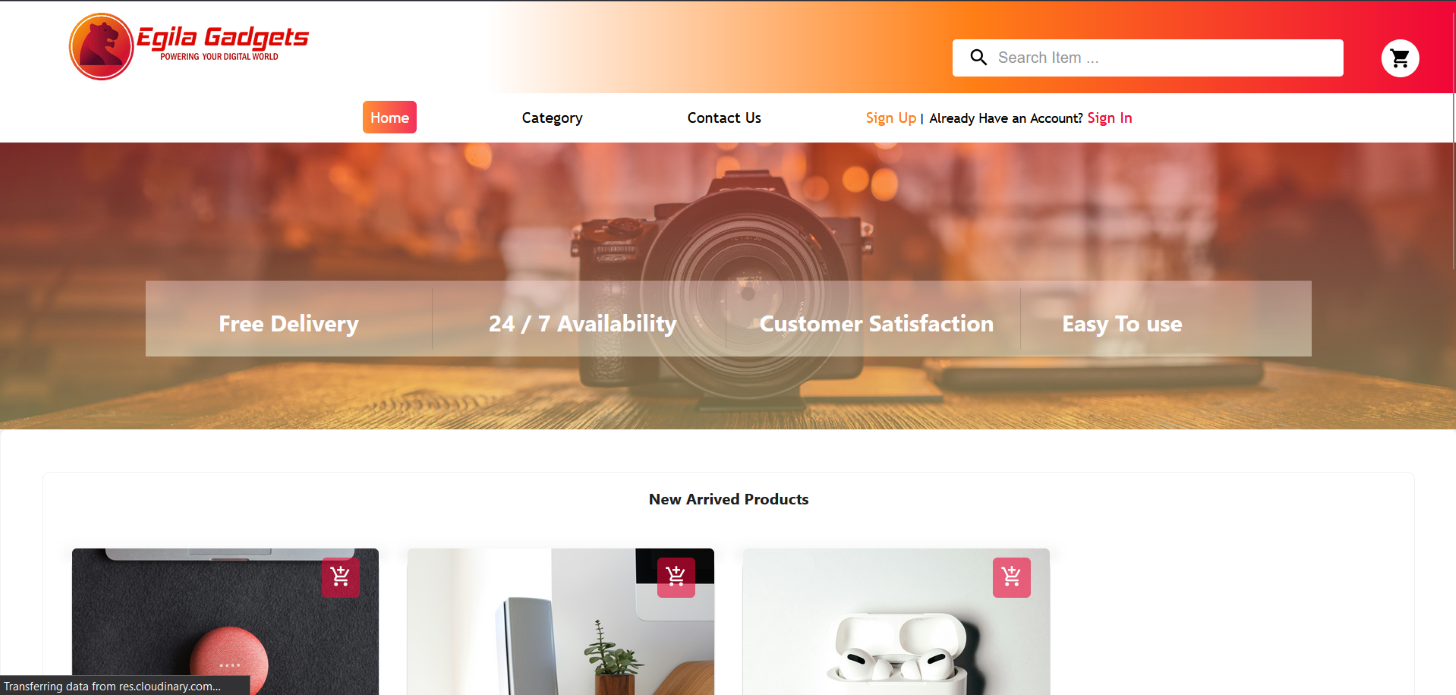 Egila Gadgets
POWERING YOUR DIGITAL WORLD
Search Item ...
Home
Category
Contact Us
Sign Up | Already Have an Account? Sign In
Free Delivery
24 / 7 Availability
Customer Satisfaction
Easy To use
New Arrived Products
Transferring data from res.cloudinary.com...